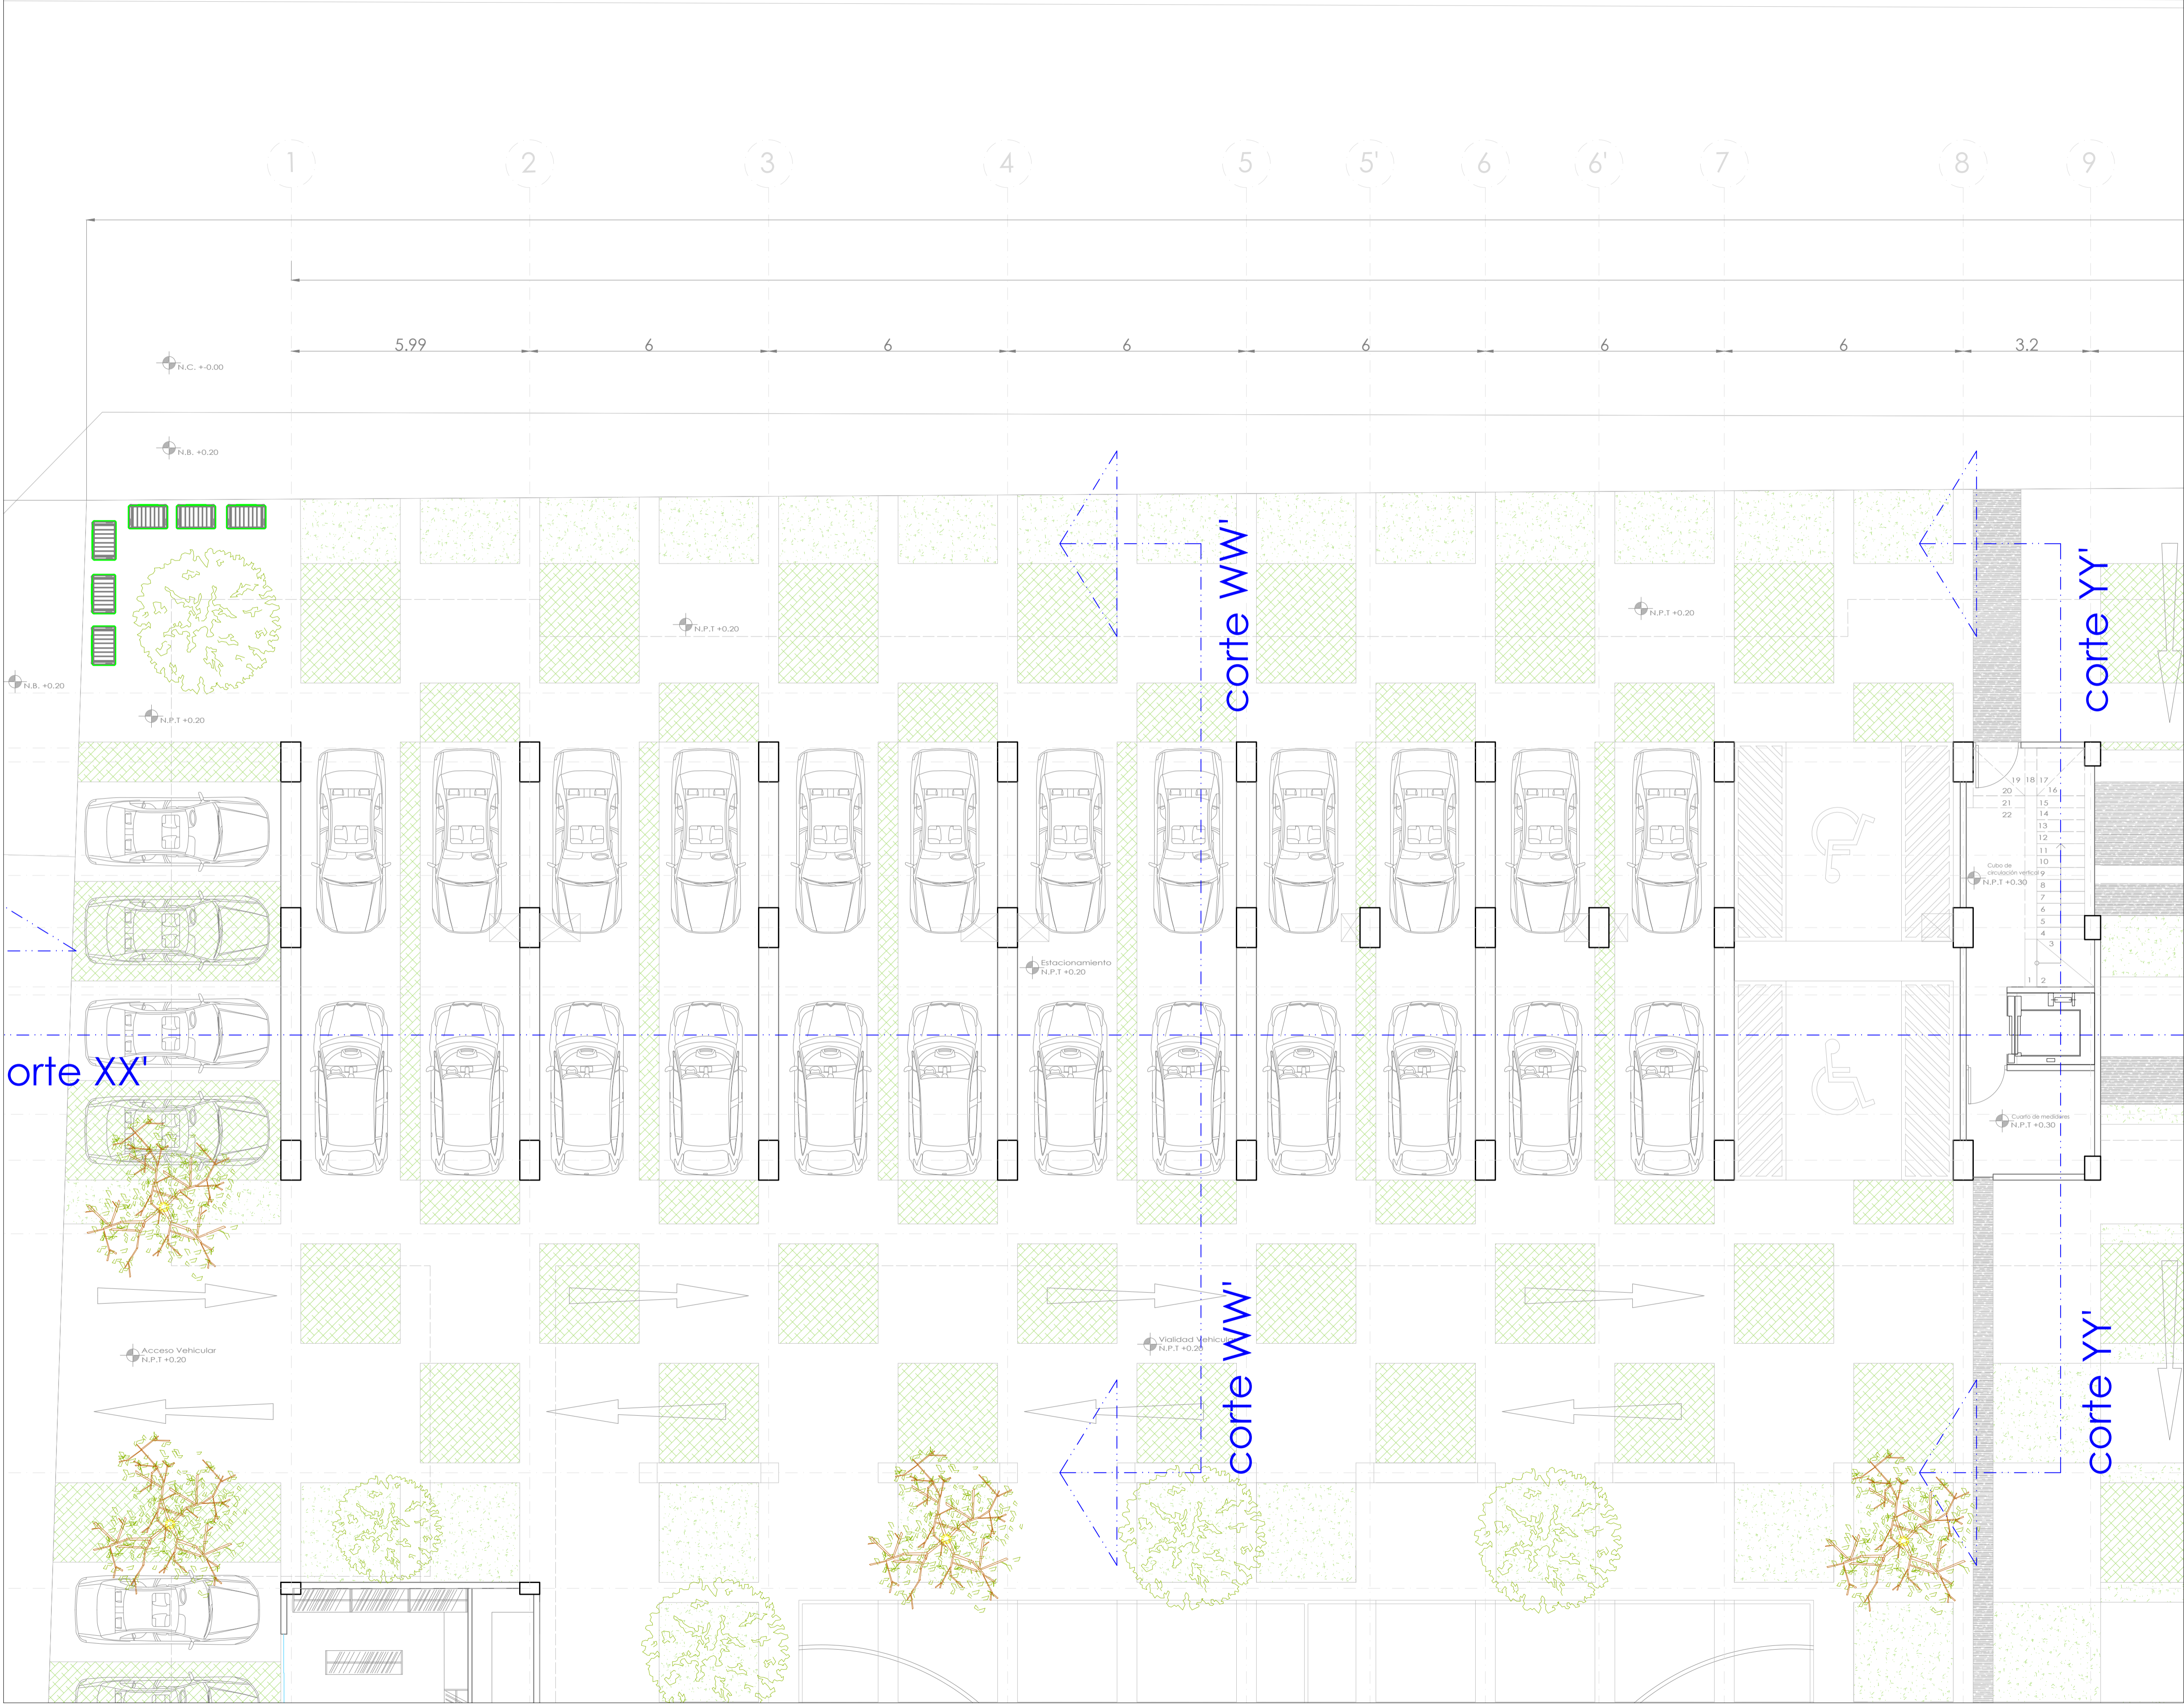 1 2 3 4 5 5' 6 6' 7 8 9
5.99 6 6 6 6 6 6 3.2
N.C. +-0.00
N.B. +0.20
corte WW'
corte YY'
N.P.T +0.20
N.P.T +0.20
N.B. +0.20
N.P.T +0.20
19 18 17
20 16
21 15
22 14
13
12
11
10
Cubo de
circulación vertical 9
N.P.T +0.30
8
7
6
5
4
3
1 2
Estacionamiento
N.P.T +0.20
orte XX'
Cuarto de medidores
N.P.T +0.30
Acceso Vehicular
N.P.T +0.20
Vialidad Vehicular
N.P.T +0.20
corte WW'
corte YY'